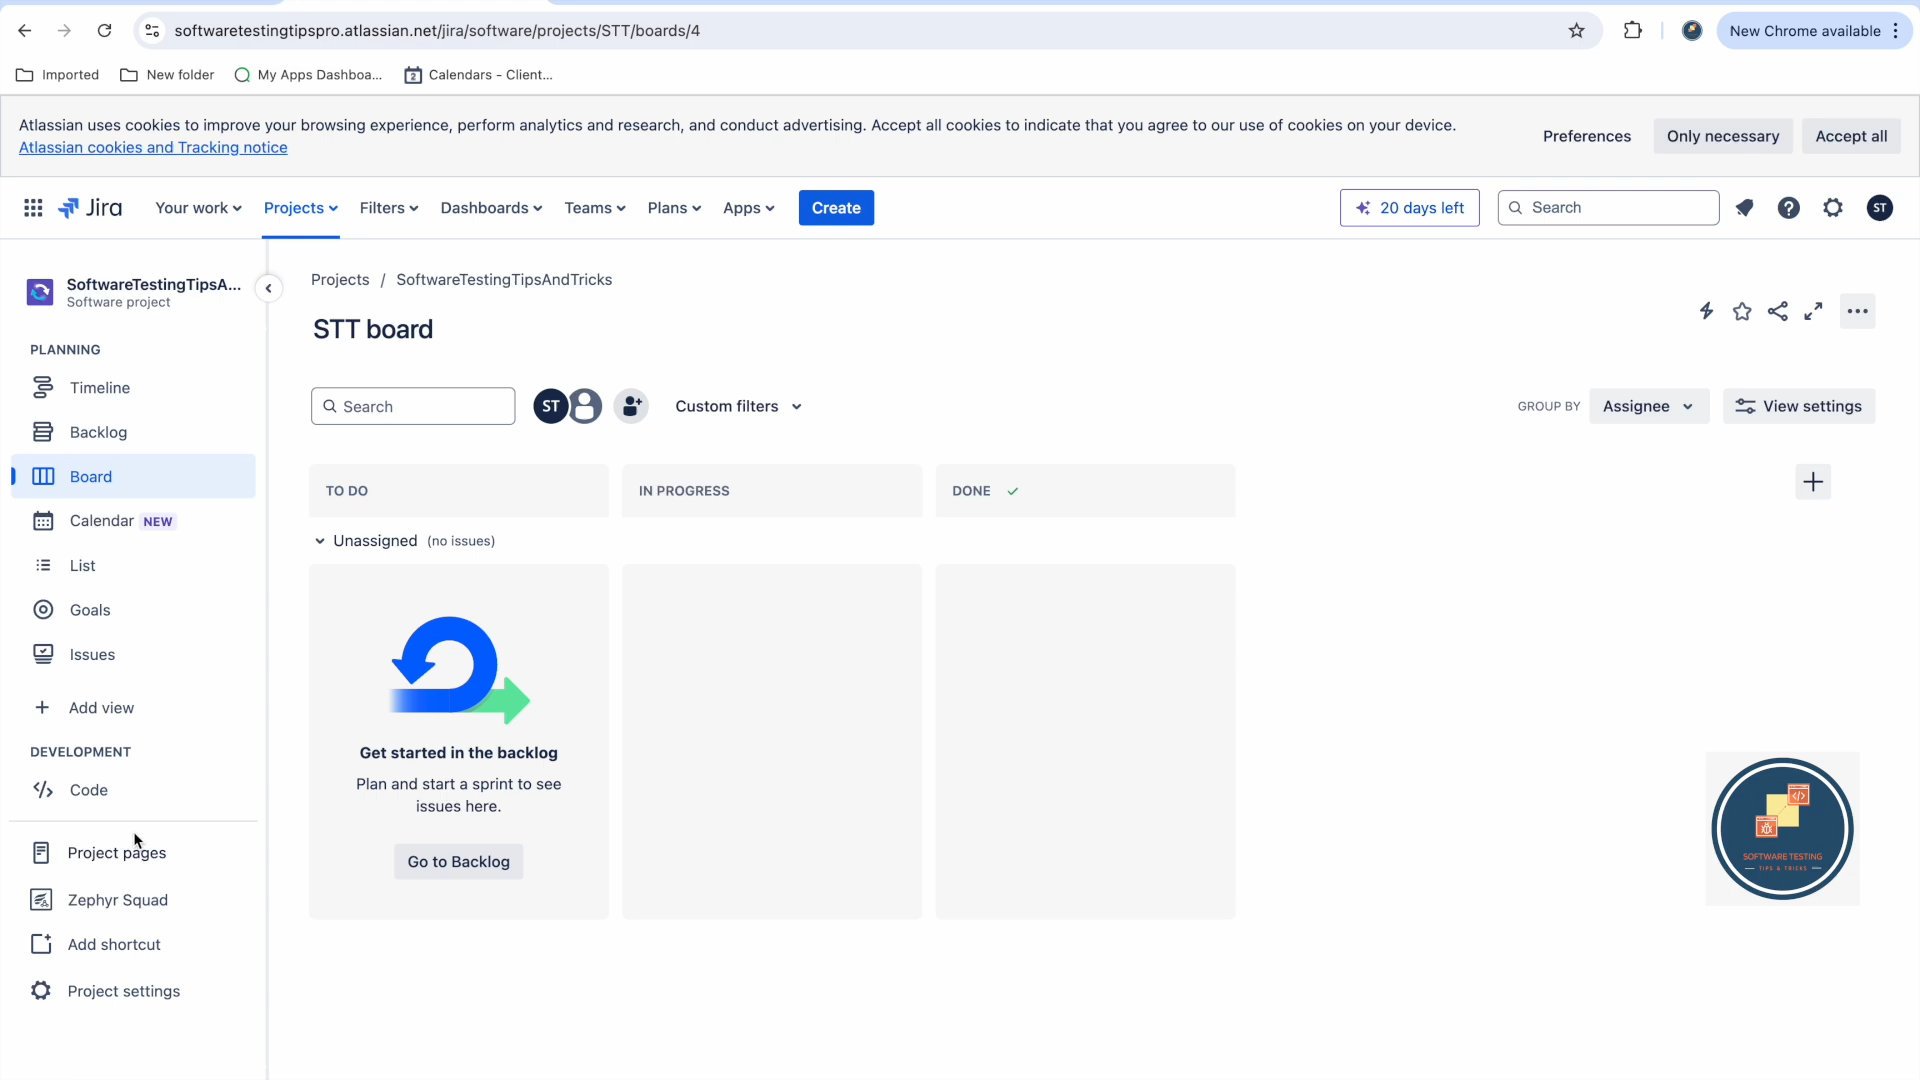 softwaretestingtipspro.atlassian.net/jira/software/projects/STT/boards/4
New Chrome available
Imported
New folder
My Apps Dashboa...
2
Calendars - Client...
Atlassian uses cookies to improve your browsing experience, perform analytics and research, and conduct advertising. Accept all cookies to indicate that you agree to our use of cookies on your device.
Atlassian cookies and Tracking notice
Preferences
Only necessary
Accept all
Jira
Your work
Projects
Filters
Dashboards
Teams
Plans
Apps
Create
20 days left
Search
ST
SoftwareTestingTipsA...
Software project
Projects / SoftwareTestingTipsAndTricks
STT board
PLANNING
Timeline
Backlog
Board
Calendar NEW
List
Goals
Issues
Add view
DEVELOPMENT
Code
Project pages
Zephyr Squad
Add shortcut
Project settings
Search
ST
Custom filters
GROUP BY
Assignee
View settings
TO DO
IN PROGRESS
DONE
Unassigned (no issues)
Get started in the backlog
Plan and start a sprint to see
issues here.
Go to Backlog
SOFTWARE TESTING
TIPS & TRICKS